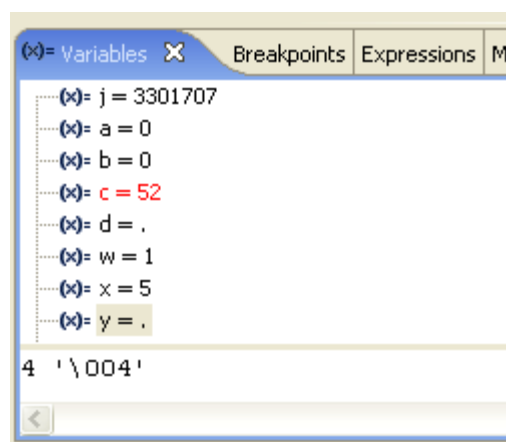 (x)= Variables Breakpoints Expressions M
(x)= j = 3301707
(x)= a = 0
(x)= b = 0
(x)= c = 52
(x)= d = .
(x)= w = 1
(x)= x = 5
(x)= y = .
4 '\004'